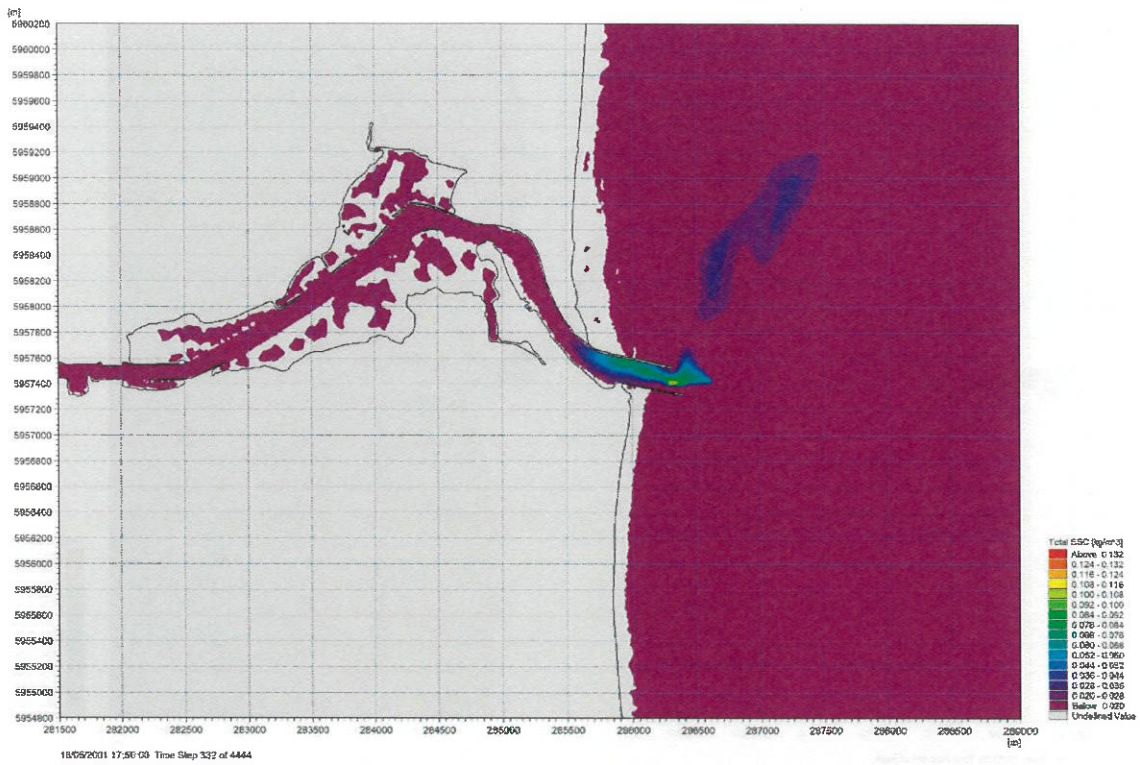 [m]
5960200
5960000
5959800
5959600
5959400
5959200
5959000
5958800
5958600
5958400
5958200
5958000
5957800
5957600
5957400
5957200
5957000
5956800
5956600
5956400
5956200
5956000
5955800
5955600
5955400
5955200
5955000
5954800
281500 282000 282500 283000 283500 284000 284500 285000 285500 286000 286500 287000 287500 288000 288500 289000
[m]
Total SSC [kg/m^3]
Above 0.132
0.124 - 0.132
0.116 - 0.124
0.108 - 0.116
0.100 - 0.108
0.092 - 0.100
0.084 - 0.092
0.076 - 0.084
0.068 - 0.076
0.060 - 0.068
0.052 - 0.060
0.044 - 0.052
0.036 - 0.044
0.028 - 0.036
0.020 - 0.028
Below 0.020
Undefined Value
Time Step 332 of 4444